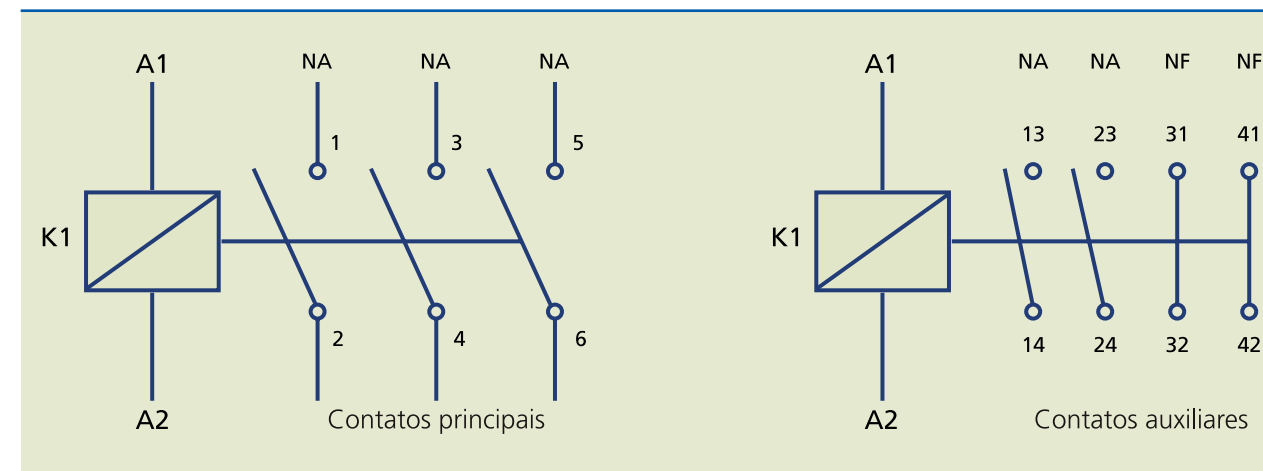 A1 NA NA NA
1 3 5
K1
2 4 6
A2 Contatos principais
A1 NA NA NF NF
13 23 31 41
K1
14 24 32 42
A2 Contatos auxiliares